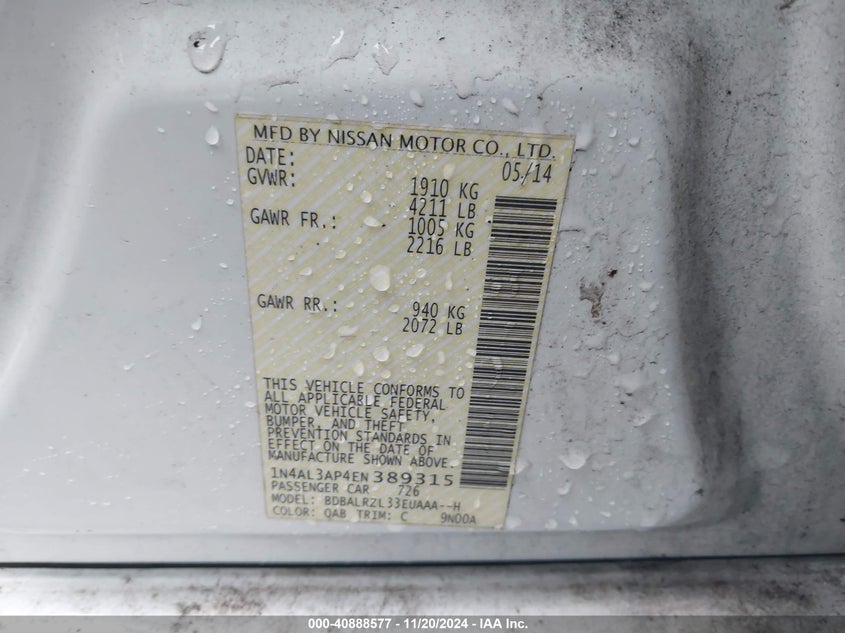 MFD BY NISSAN MOTOR CO., LTD.
DATE: 05/14
GVWR: 1910 KG
4211 LB
GAWR FR.: 1005 KG
2216 LB
GAWR RR.: 940 KG
2072 LB
THIS VEHICLE CONFORMS TO
ALL APPLICABLE FEDERAL
MOTOR VEHICLE SAFETY,
BUMPER, AND THEFT
PREVENTION STANDARDS IN
EFFECT ON THE DATE OF
MANUFACTURE SHOWN ABOVE.
1N4AL3AP4EN389315
PASSENGER CAR 726
MODEL: BDBALRZL33EUAAA--H
COLOR: QAB TRIM: C 9N00A
000-40888577 - 11/20/2024 - IAA Inc.